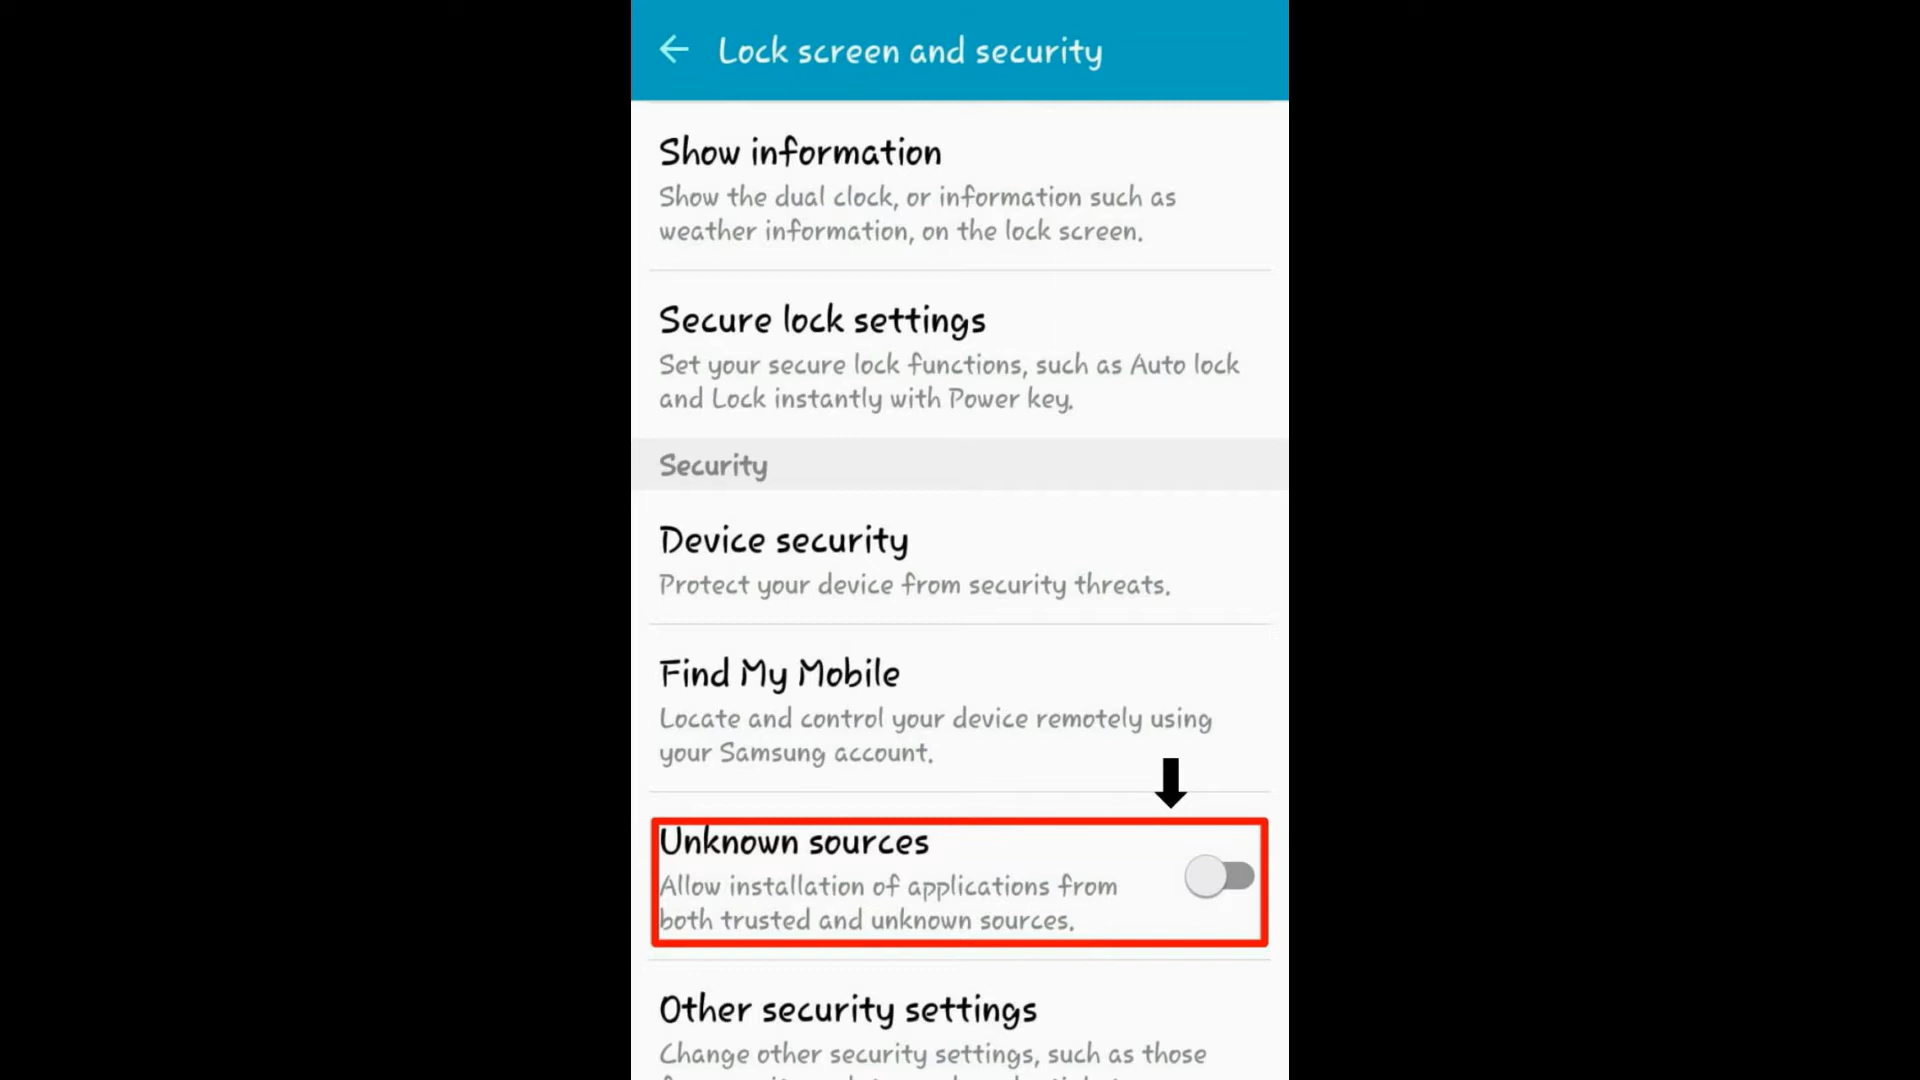 Lock screen and security
Show information
Show the dual clock, or information such as
weather information, on the lock screen.
Secure lock settings
Set your secure lock functions, such as Auto lock
and Lock instantly with Power key.
Security
Device security
Protect your device from security threats.
Find My Mobile
Locate and control your device remotely using
your Samsung account.
Unknown sources
Allow installation of applications from
both trusted and unknown sources.
Other security settings
Change other security settings, such as those